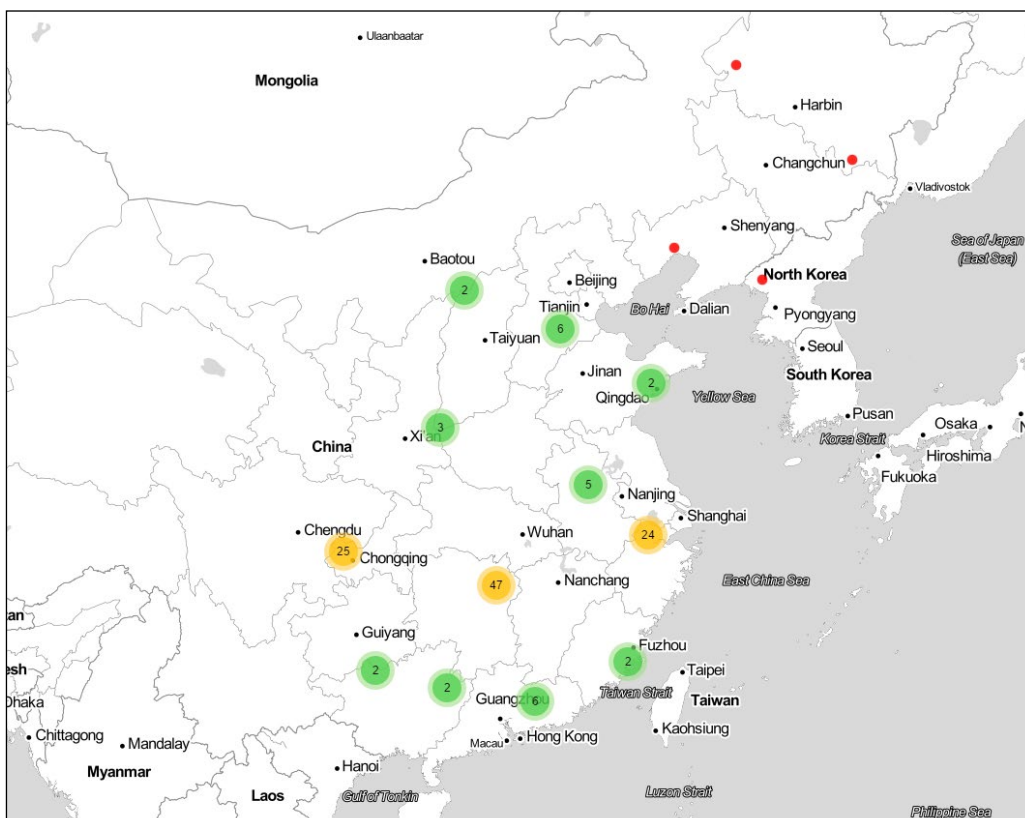 Ulaanbaatar
Mongolia
Harbin
Changchun
Vladivostok
Shenyang
Sea of Japan
(East Sea)
Baotou
Beijing
North Korea
2
Tianjin
Bo Hai
Dalian
Pyongyang
6
Taiyuan
Seoul
Jinan
South Korea
2
Qingdao
Yellow Sea
Pusan
3
Xi'an
China
Korea Strait
Osaka
N
Hiroshima
Fukuoka
5
Nanjing
Shanghai
Chengdu
Wuhan
24
25
Chongqing
47
Nanchang
East China Sea
tan
Guiyang
Fuzhou
2
esh
2
Taipei
2
Taiwan Strait
Taiwan
Guangzhou
6
Dhaka
Chittagong
Mandalay
Macau
Hong Kong
Kaohsiung
Myanmar
Hanoi
Laos
Gulf of Tonkin
Luzon Strait
Philippine Sea